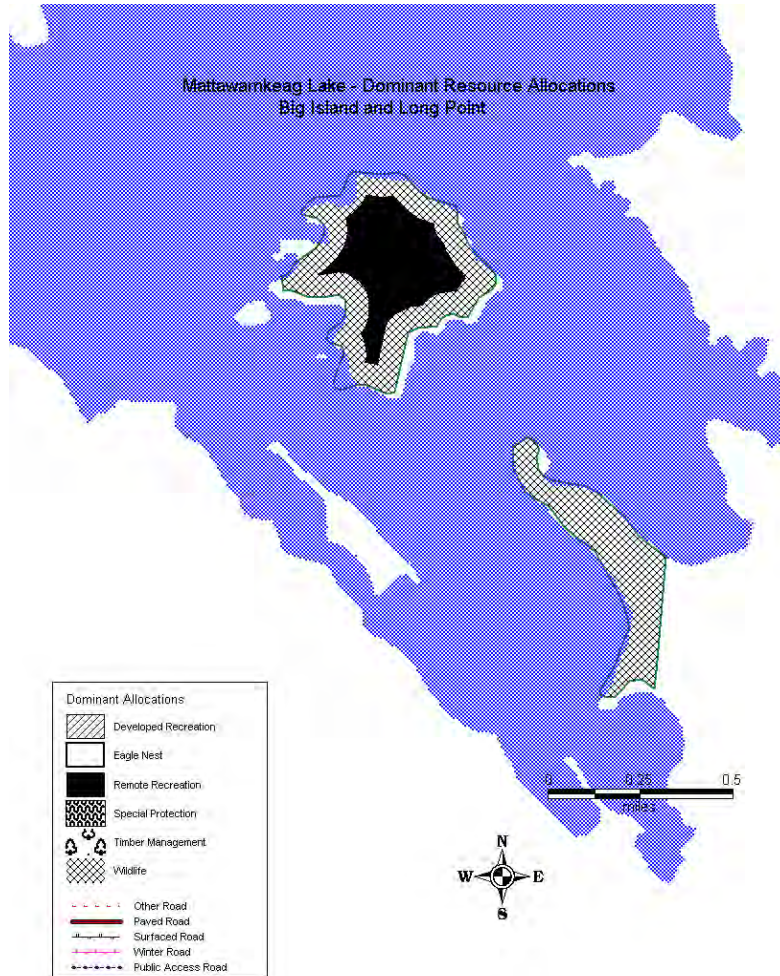 Mattawamkeag Lake - Dominant Resource Allocations
Big Island and Long Point
Dominant Allocations
Developed Recreation
Eagle Nest
Remote Recreation
Special Protection
Timber Management
Wildlife
Other Road
Paved Road
Surfaced Road
Winter Road
Public Access Road
0 0.25 0.5
miles
N
W E
S